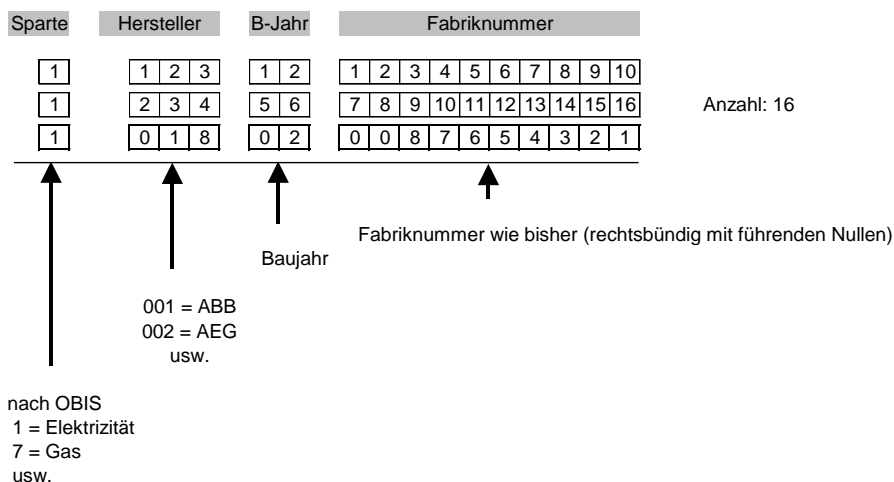 Sparte Hersteller B-Jahr Fabriknummer
1 1 2 3 1 2 1 2 3 4 5 6 7 8 9 10
1 2 3 4 5 6 7 8 9 10 11 12 13 14 15 16 Anzahl: 16
1 0 1 8 0 2 0 0 8 7 6 5 4 3 2 1
Fabriknummer wie bisher (rechtsbündig mit führenden Nullen)
Baujahr
001 = ABB
002 = AEG
usw.
nach OBIS
1 = Elektrizität
7 = Gas
usw.